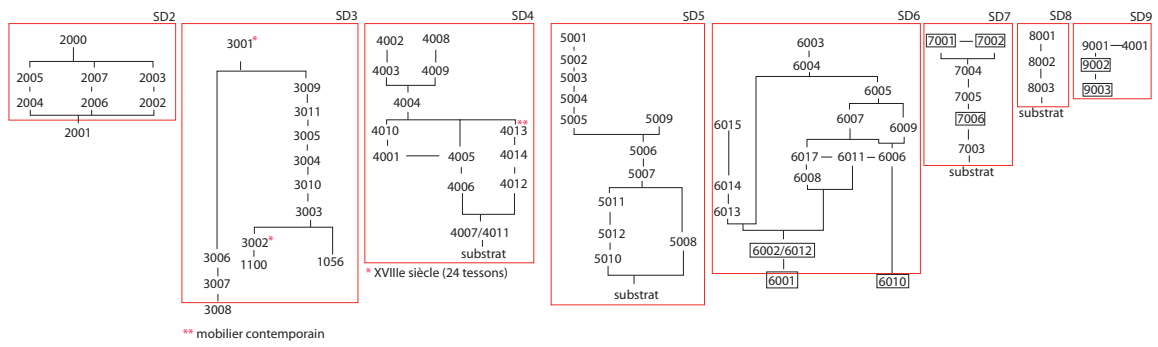 SD2
2000
2005 2007 2003
2004 2006 2002
2001
SD3
3001*
3009
3011
3005
3004
3010
3003
3002*
3006 1100 1056
3007
3008
** mobilier contemporain
SD4
4002 4008
4003 4009
4004
4010 4013**
4001 4005 4014
4006 4012
4007/4011
substrat
* XVIIIe siècle (24 tessons)
SD5
5001
5002
5003
5004
5005 5009
5006
5007
5011
5012 5008
5010
substrat
SD6
6003
6004
6005
6015 6007 6009
6017 6011 6006
6014 6008
6013
6002/6012
6001 6010
SD7
7001 7002
7004
7005
7006
7003
substrat
SD8
8001
8002
8003
substrat
SD9
9001 4001
9002
9003